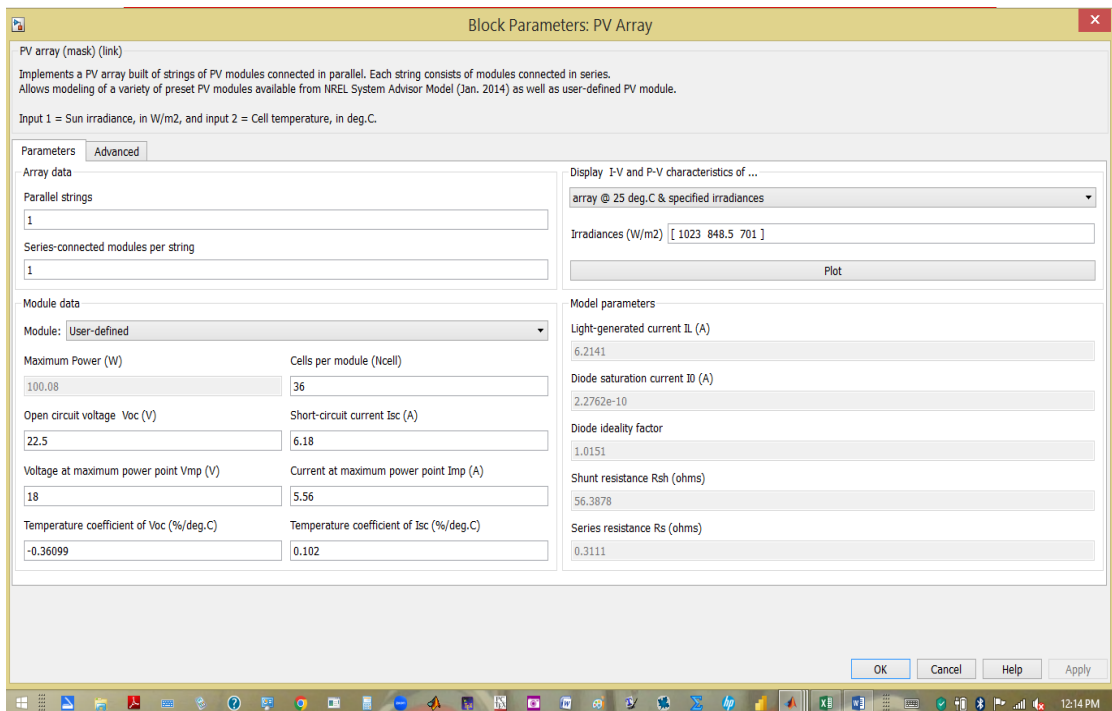 Block Parameters: PV Array
PV array (mask) (link)
Implements a PV array built of strings of PV modules connected in parallel. Each string consists of modules connected in series.
Allows modeling of a variety of preset PV modules available from NREL System Advisor Model (Jan. 2014) as well as user-defined PV module.
Input 1 = Sun irradiance, in W/m2, and input 2 = Cell temperature, in deg.C.
Parameters Advanced
Array data
Parallel strings
1
Series-connected modules per string
1
Display I-V and P-V characteristics of ...
array @ 25 deg.C & specified irradiances
Irradiances (W/m2) [ 1023 848.5 701 ]
Plot
Module data
Module: User-defined
Maximum Power (W) Cells per module (Ncell)
100.08 36
Open circuit voltage Voc (V) Short-circuit current Isc (A)
22.5 6.18
Voltage at maximum power point Vmp (V) Current at maximum power point Imp (A)
18 5.56
Temperature coefficient of Voc (%/deg.C) Temperature coefficient of Isc (%/deg.C)
-0.36099 0.102
Model parameters
Light-generated current IL (A)
6.2141
Diode saturation current I0 (A)
2.2762e-10
Diode ideality factor
1.0151
Shunt resistance Rsh (ohms)
56.3878
Series resistance Rs (ohms)
0.3111
OK Cancel Help Apply
12:14 PM